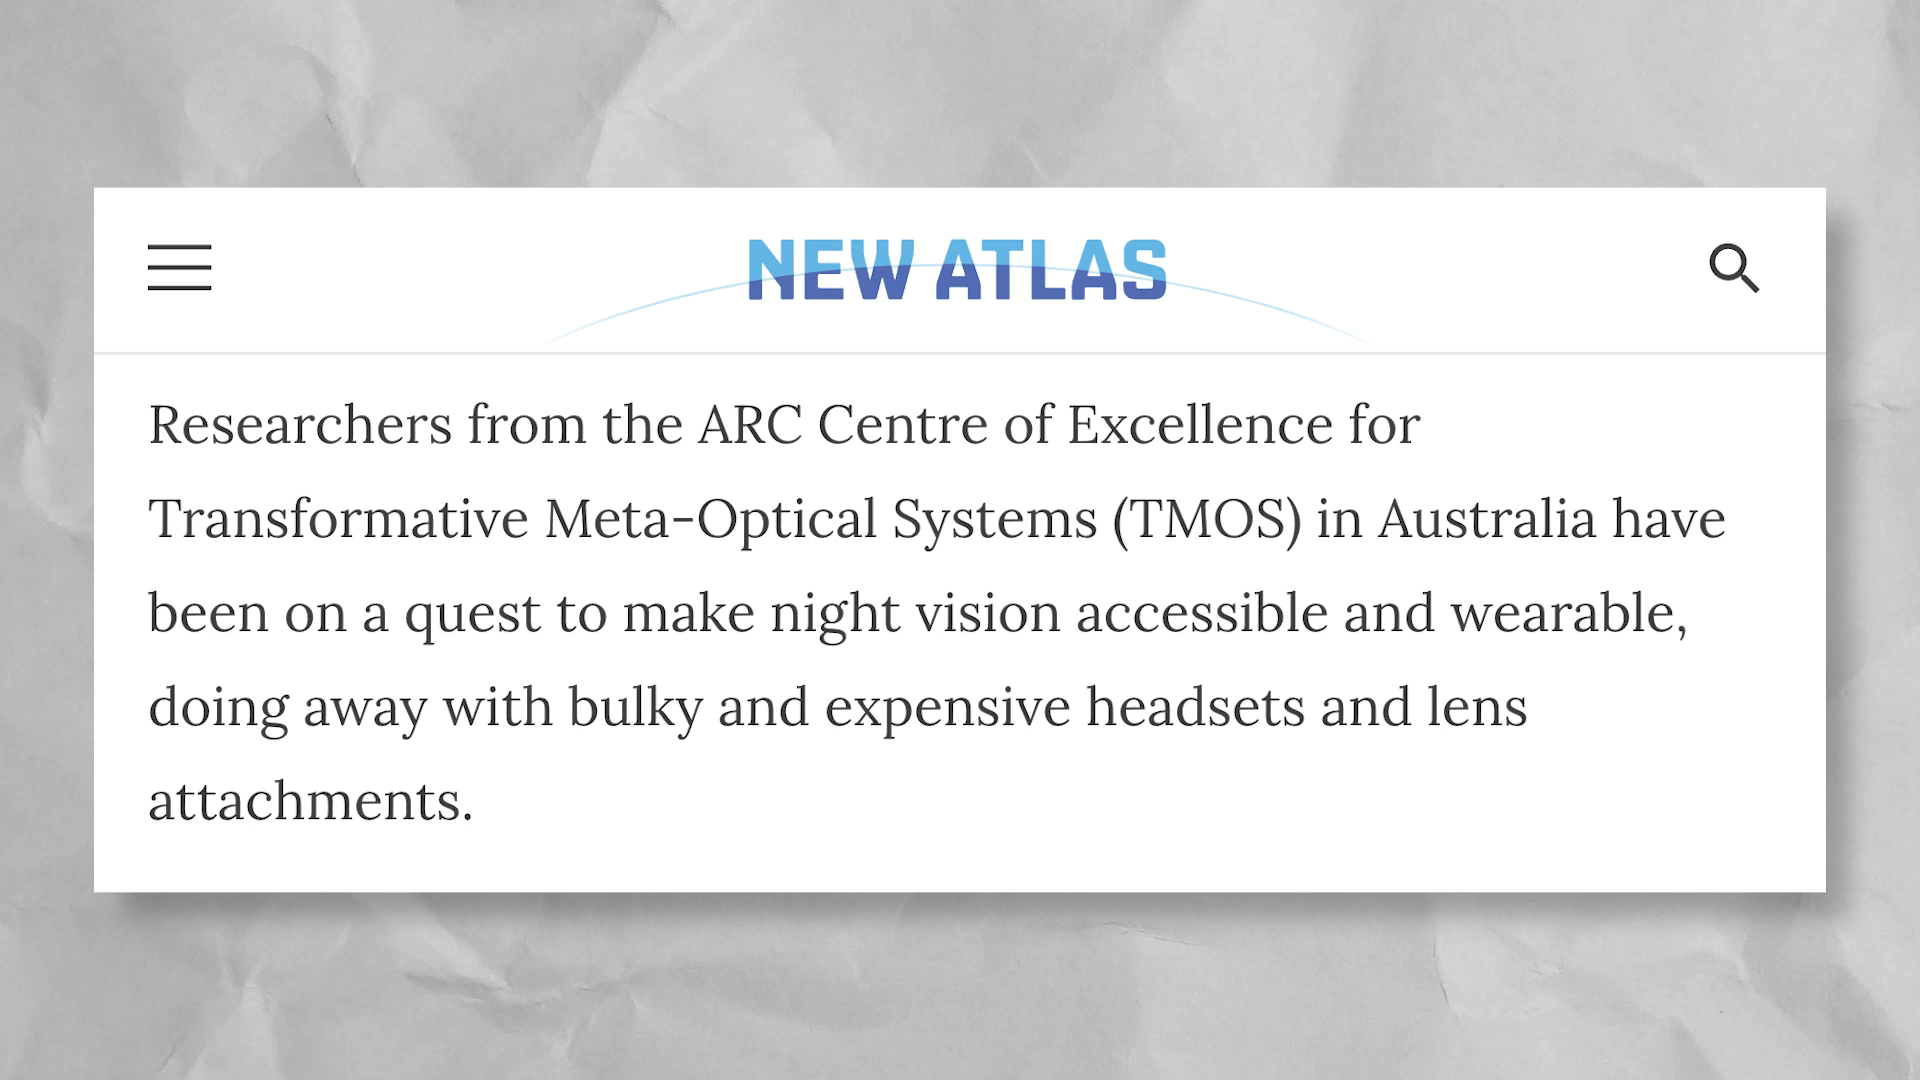 NEW ATLAS
Researchers from the ARC Centre of Excellence for
Transformative Meta-Optical Systems (TMOS) in Australia have
been on a quest to make night vision accessible and wearable,
doing away with bulky and expensive headsets and lens
attachments.